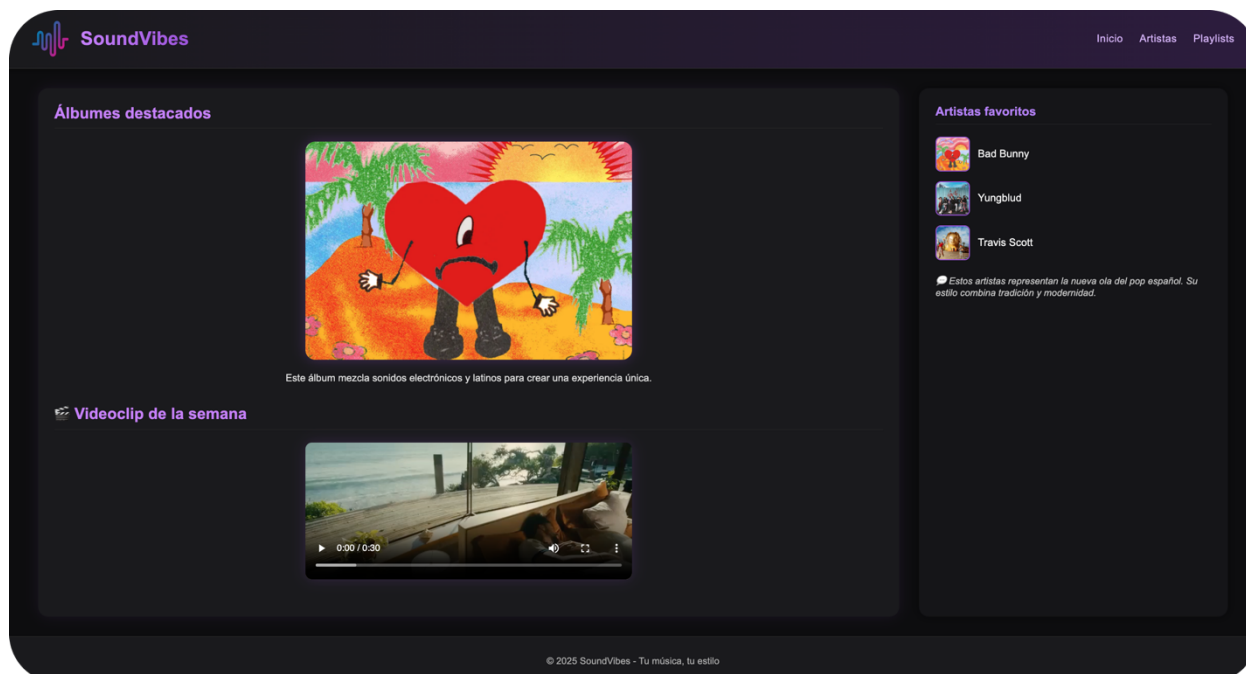 SoundVibes
Inicio Artistas Playlists
Álbumes destacados
Este álbum mezcla sonidos electrónicos y latinos para crear una experiencia única.
🎬 Videoclip de la semana
0:00 / 0:30
Artistas favoritos
Bad Bunny
Yungblud
Travis Scott
💬 Estos artistas representan la nueva ola del pop español. Su
estilo combina tradición y modernidad.
© 2025 SoundVibes - Tu música, tu estilo